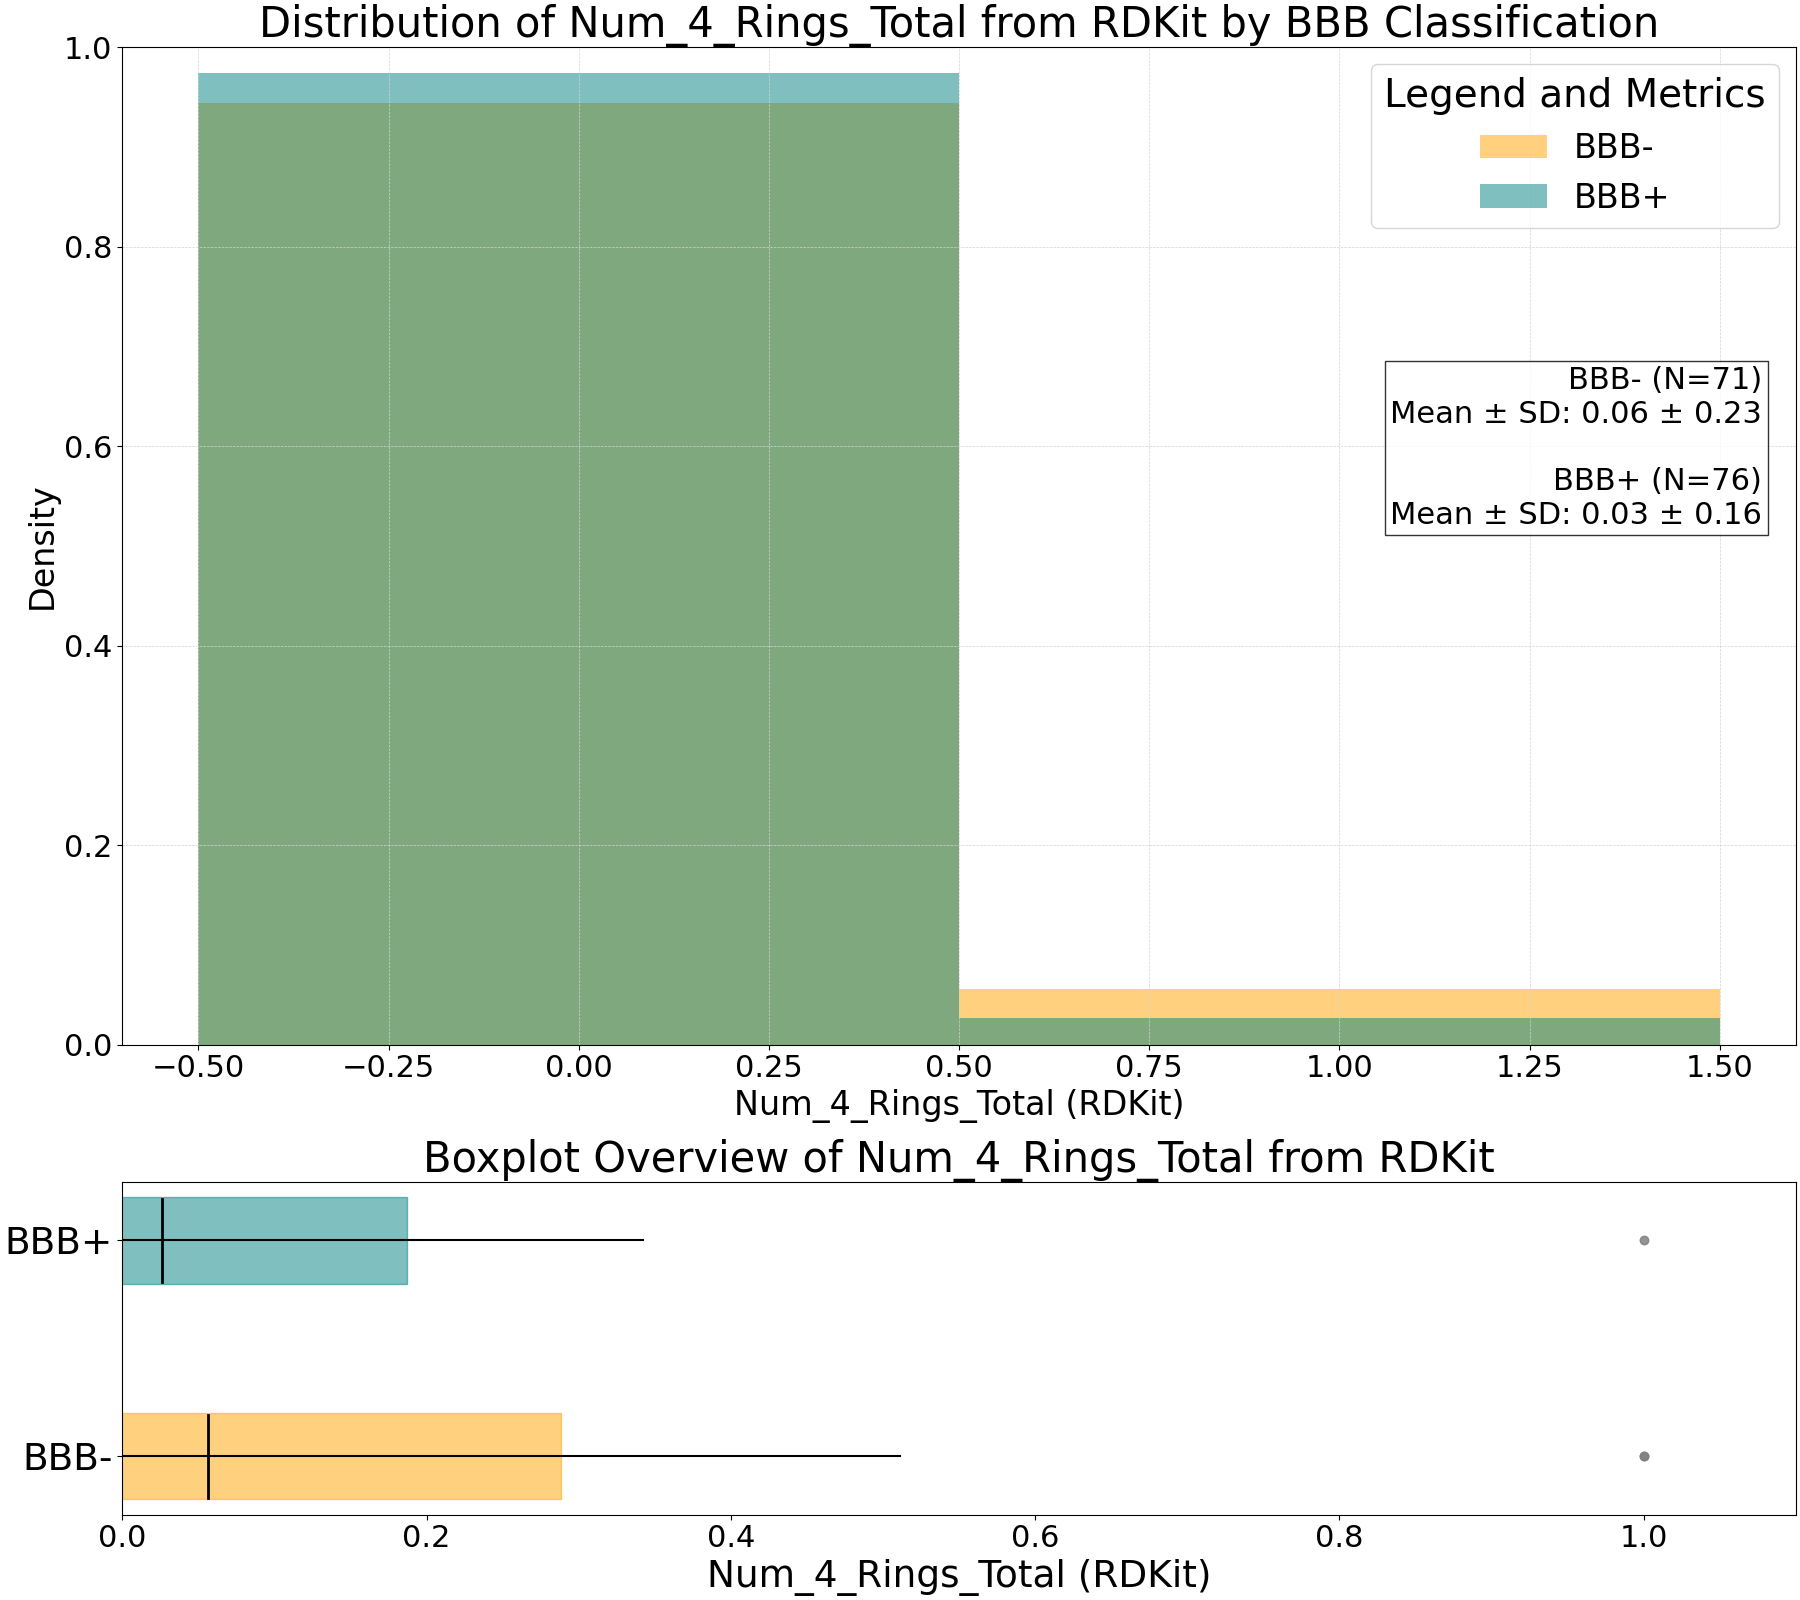 Distribution of Num_4_Rings_Total from RDKit by BBB Classification
Legend and Metrics
BBB-
BBB+
BBB- (N=71)
Mean ± SD: 0.06 ± 0.23
BBB+ (N=76)
Mean ± SD: 0.03 ± 0.16
Density
1.0
0.8
0.6
0.4
0.2
0.0
−0.50 −0.25 0.00 0.25 0.50 0.75 1.00 1.25 1.50
Num_4_Rings_Total (RDKit)
Boxplot Overview of Num_4_Rings_Total from RDKit
BBB+
BBB-
0.0 0.2 0.4 0.6 0.8 1.0
Num_4_Rings_Total (RDKit)